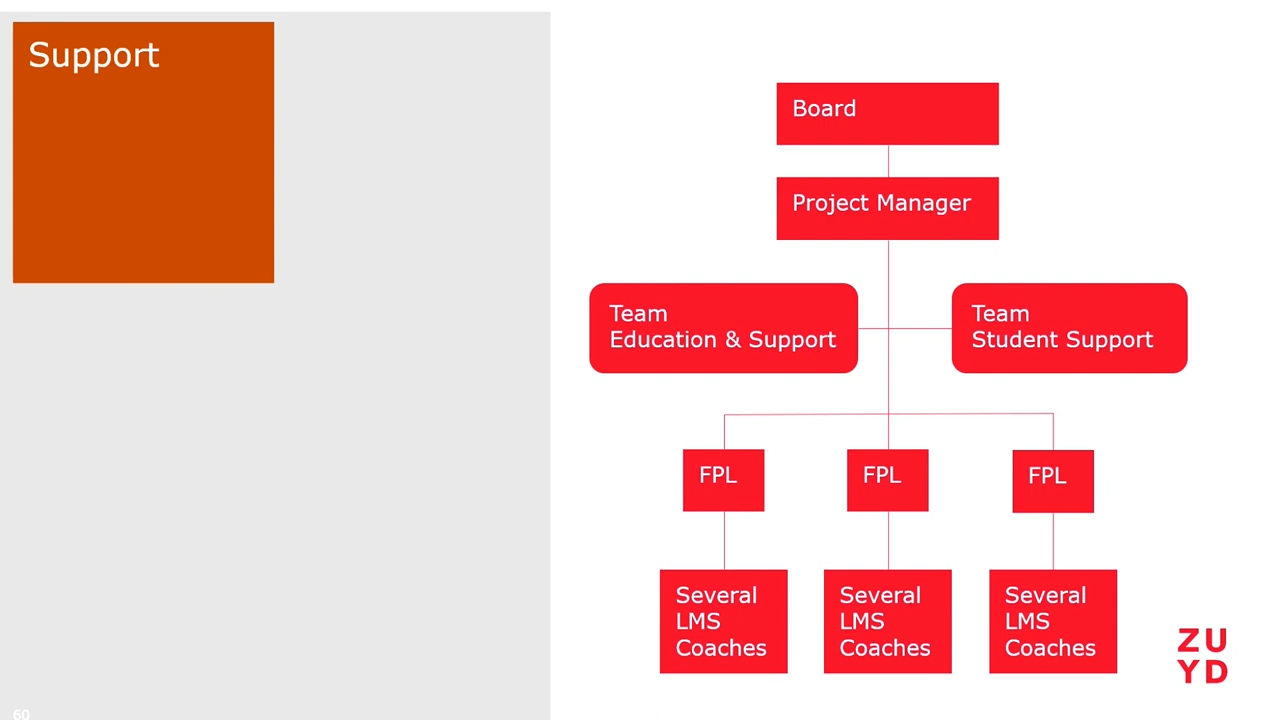 Support
Board
Project Manager
Team
Education & Support
Team
Student Support
FPL
FPL
FPL
Several
LMS
Coaches
Several
LMS
Coaches
Several
LMS
Coaches
ZU
YD
60